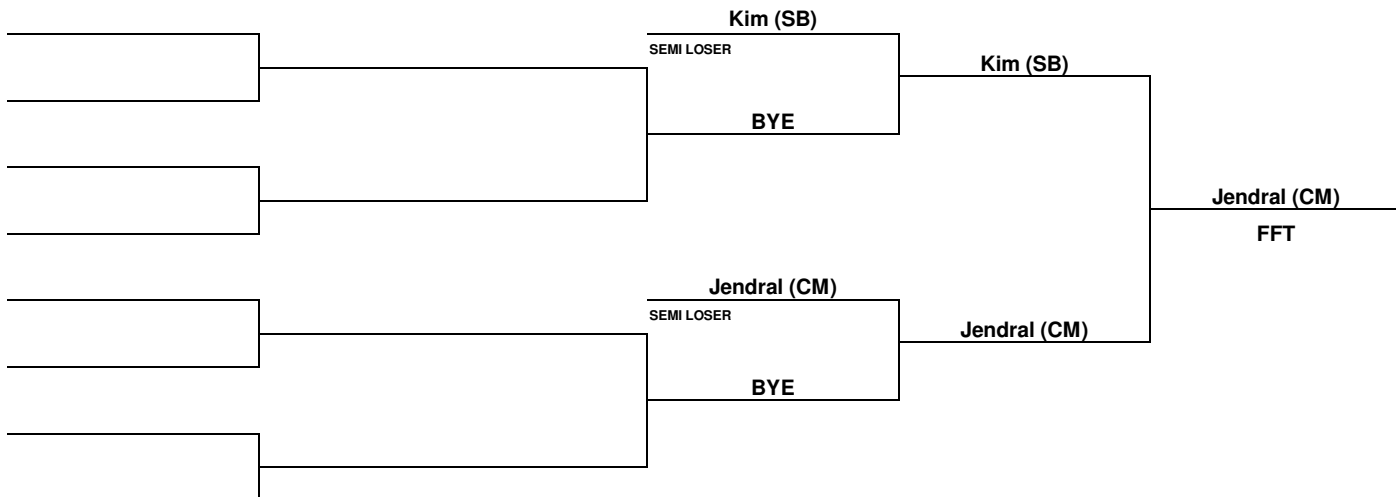 Kim (SB)
SEMI LOSER
Kim (SB)
BYE
Jendral (CM)
FFT
Jendral (CM)
SEMI LOSER
Jendral (CM)
BYE